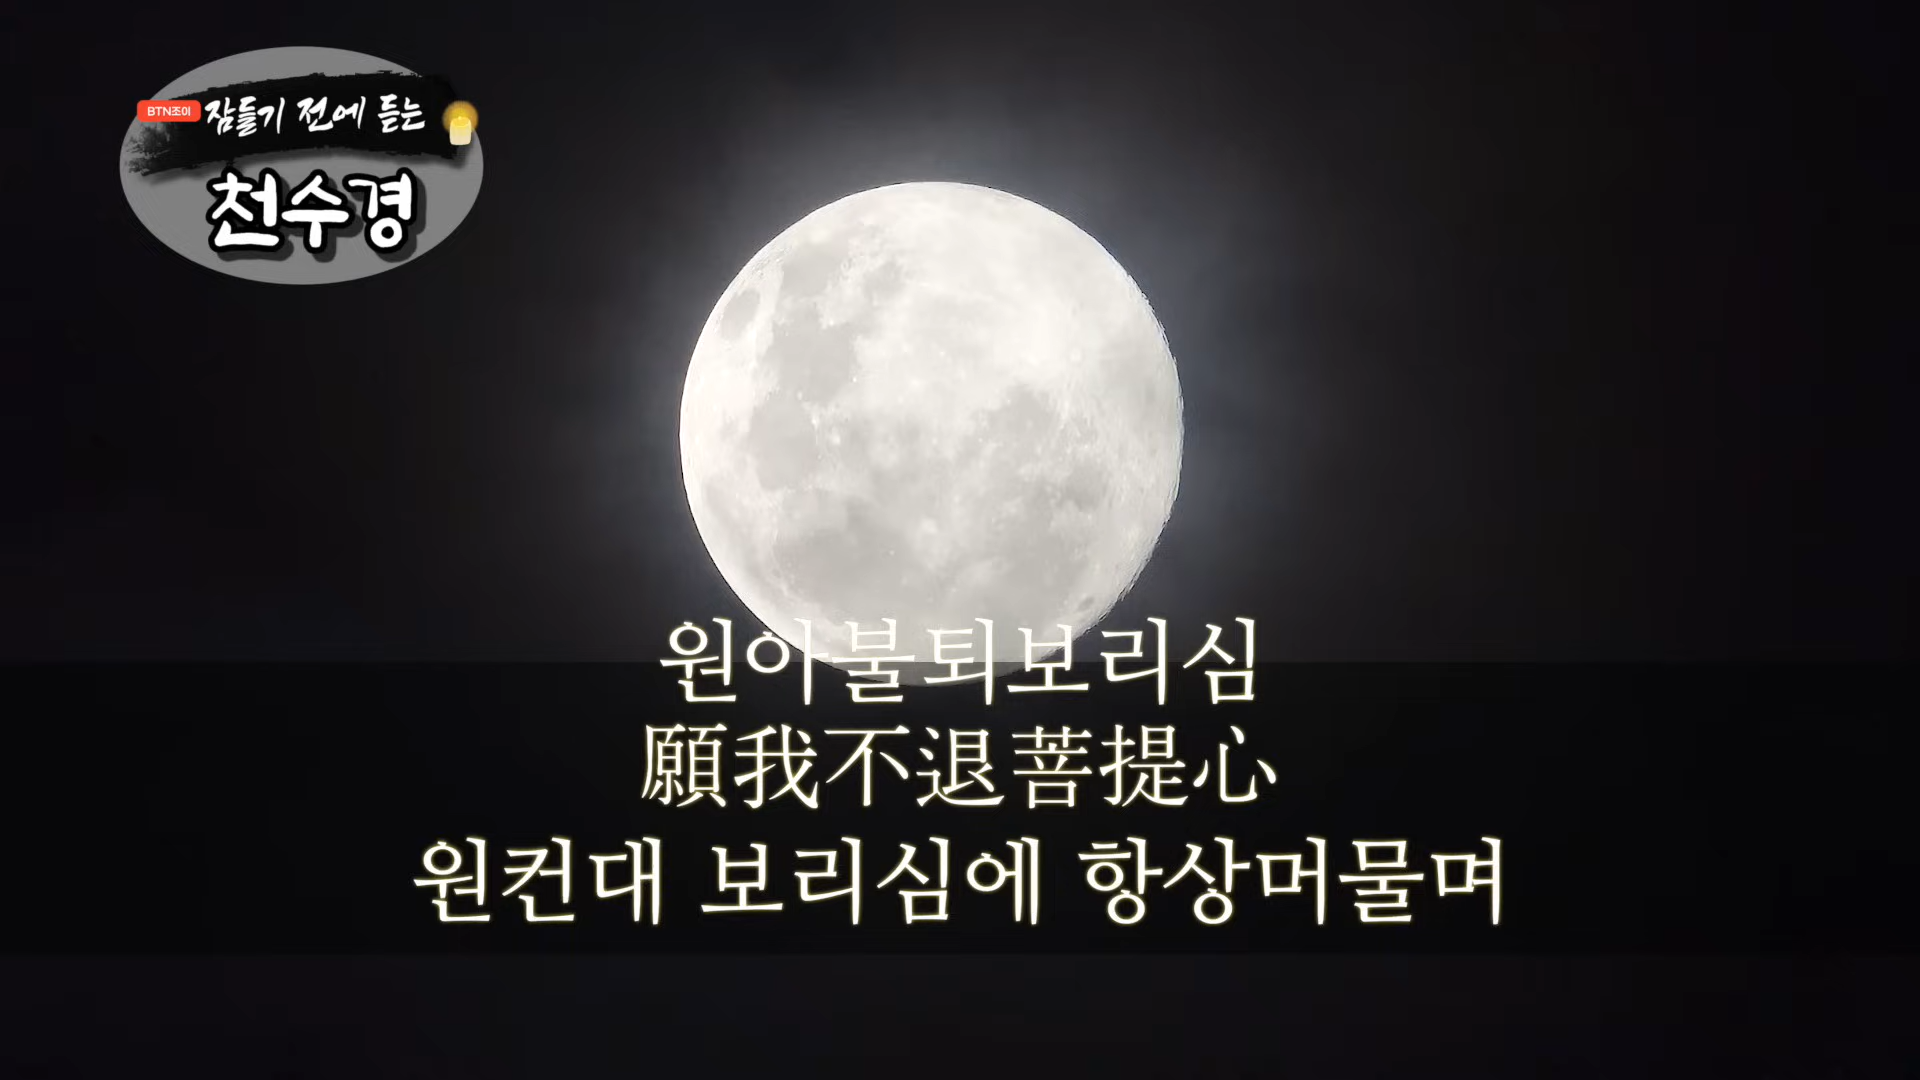 BTN조이 잠들기 전에 듣는
천수경
원아불퇴보리심
願我不退菩提心
원컨대 보리심에 항상머물며